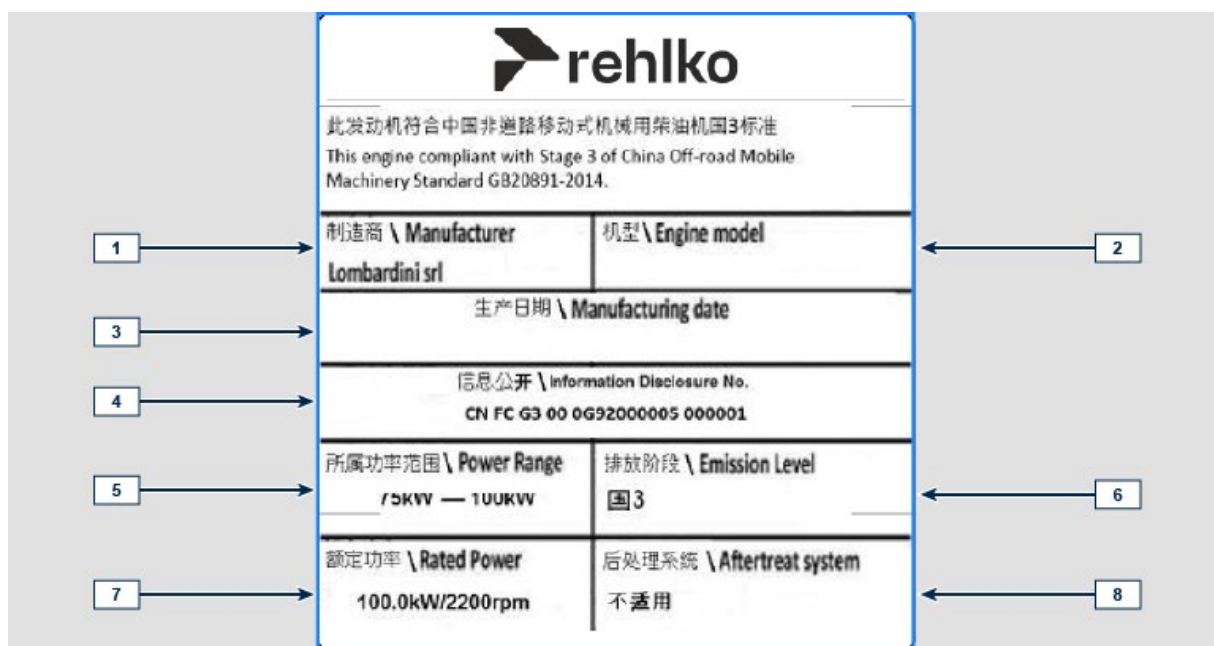 rehlko
此发动机符合中国非道路移动式机械用柴油机国3标准
This engine compliant with Stage 3 of China Off-road Mobile
Machinery Standard GB20891-2014.
1
制造商 \ Manufacturer
Lombardini srl
机型 \ Engine model
2
3
生产日期 \ Manufacturing date
4
信息公开 \ Information Disclosure No.
CN FC G3 00 0G92000005 000001
5
所属功率范围 \ Power Range
75kW — 100kW
排放阶段 \ Emission Level
国3
6
7
额定功率 \ Rated Power
100.0kW/2200rpm
后处理系统 \ Aftertreat system
不适用
8